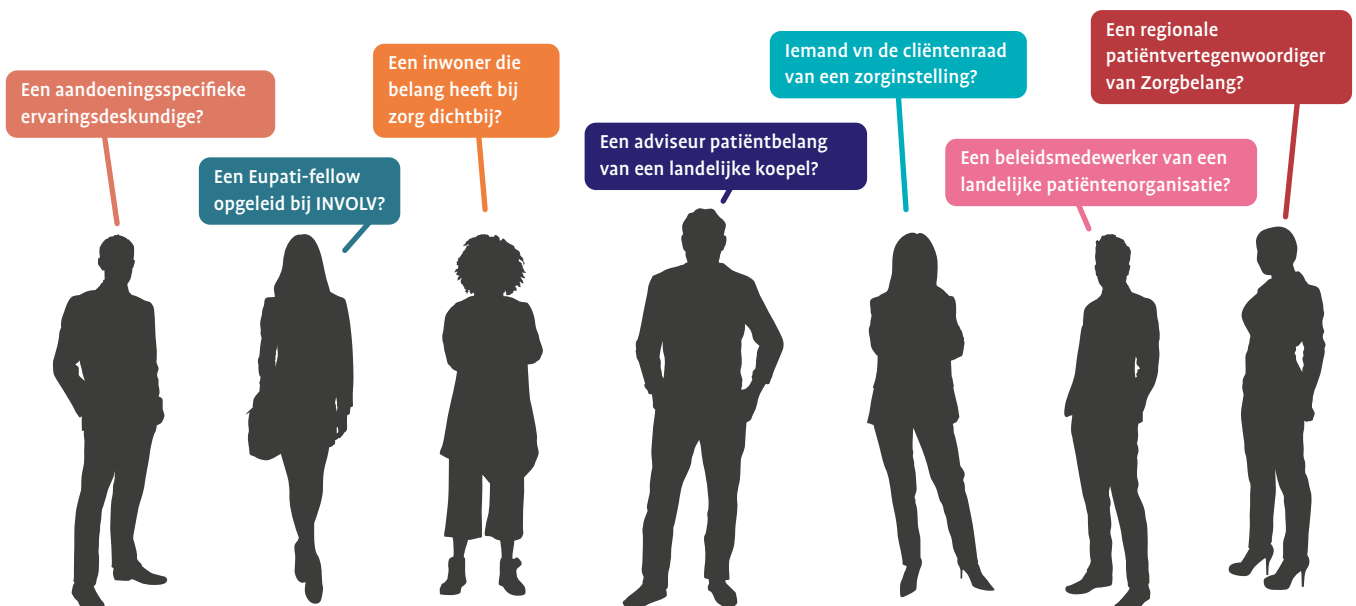 Een aandoeningsspecifieke
ervaringsdeskundige?
Een Eupati-fellow
opgeleid bij INVOLV?
Een inwoner die
belang heeft bij
zorg dichtbij?
Een adviseur patiëntbelang
van een landelijke koepel?
Iemand vn de cliëntenraad
van een zorginstelling?
Een beleidsmedewerker van een
landelijke patiëntenorganisatie?
Een regionale
patiëntvertegenwoordiger
van Zorgbelang?